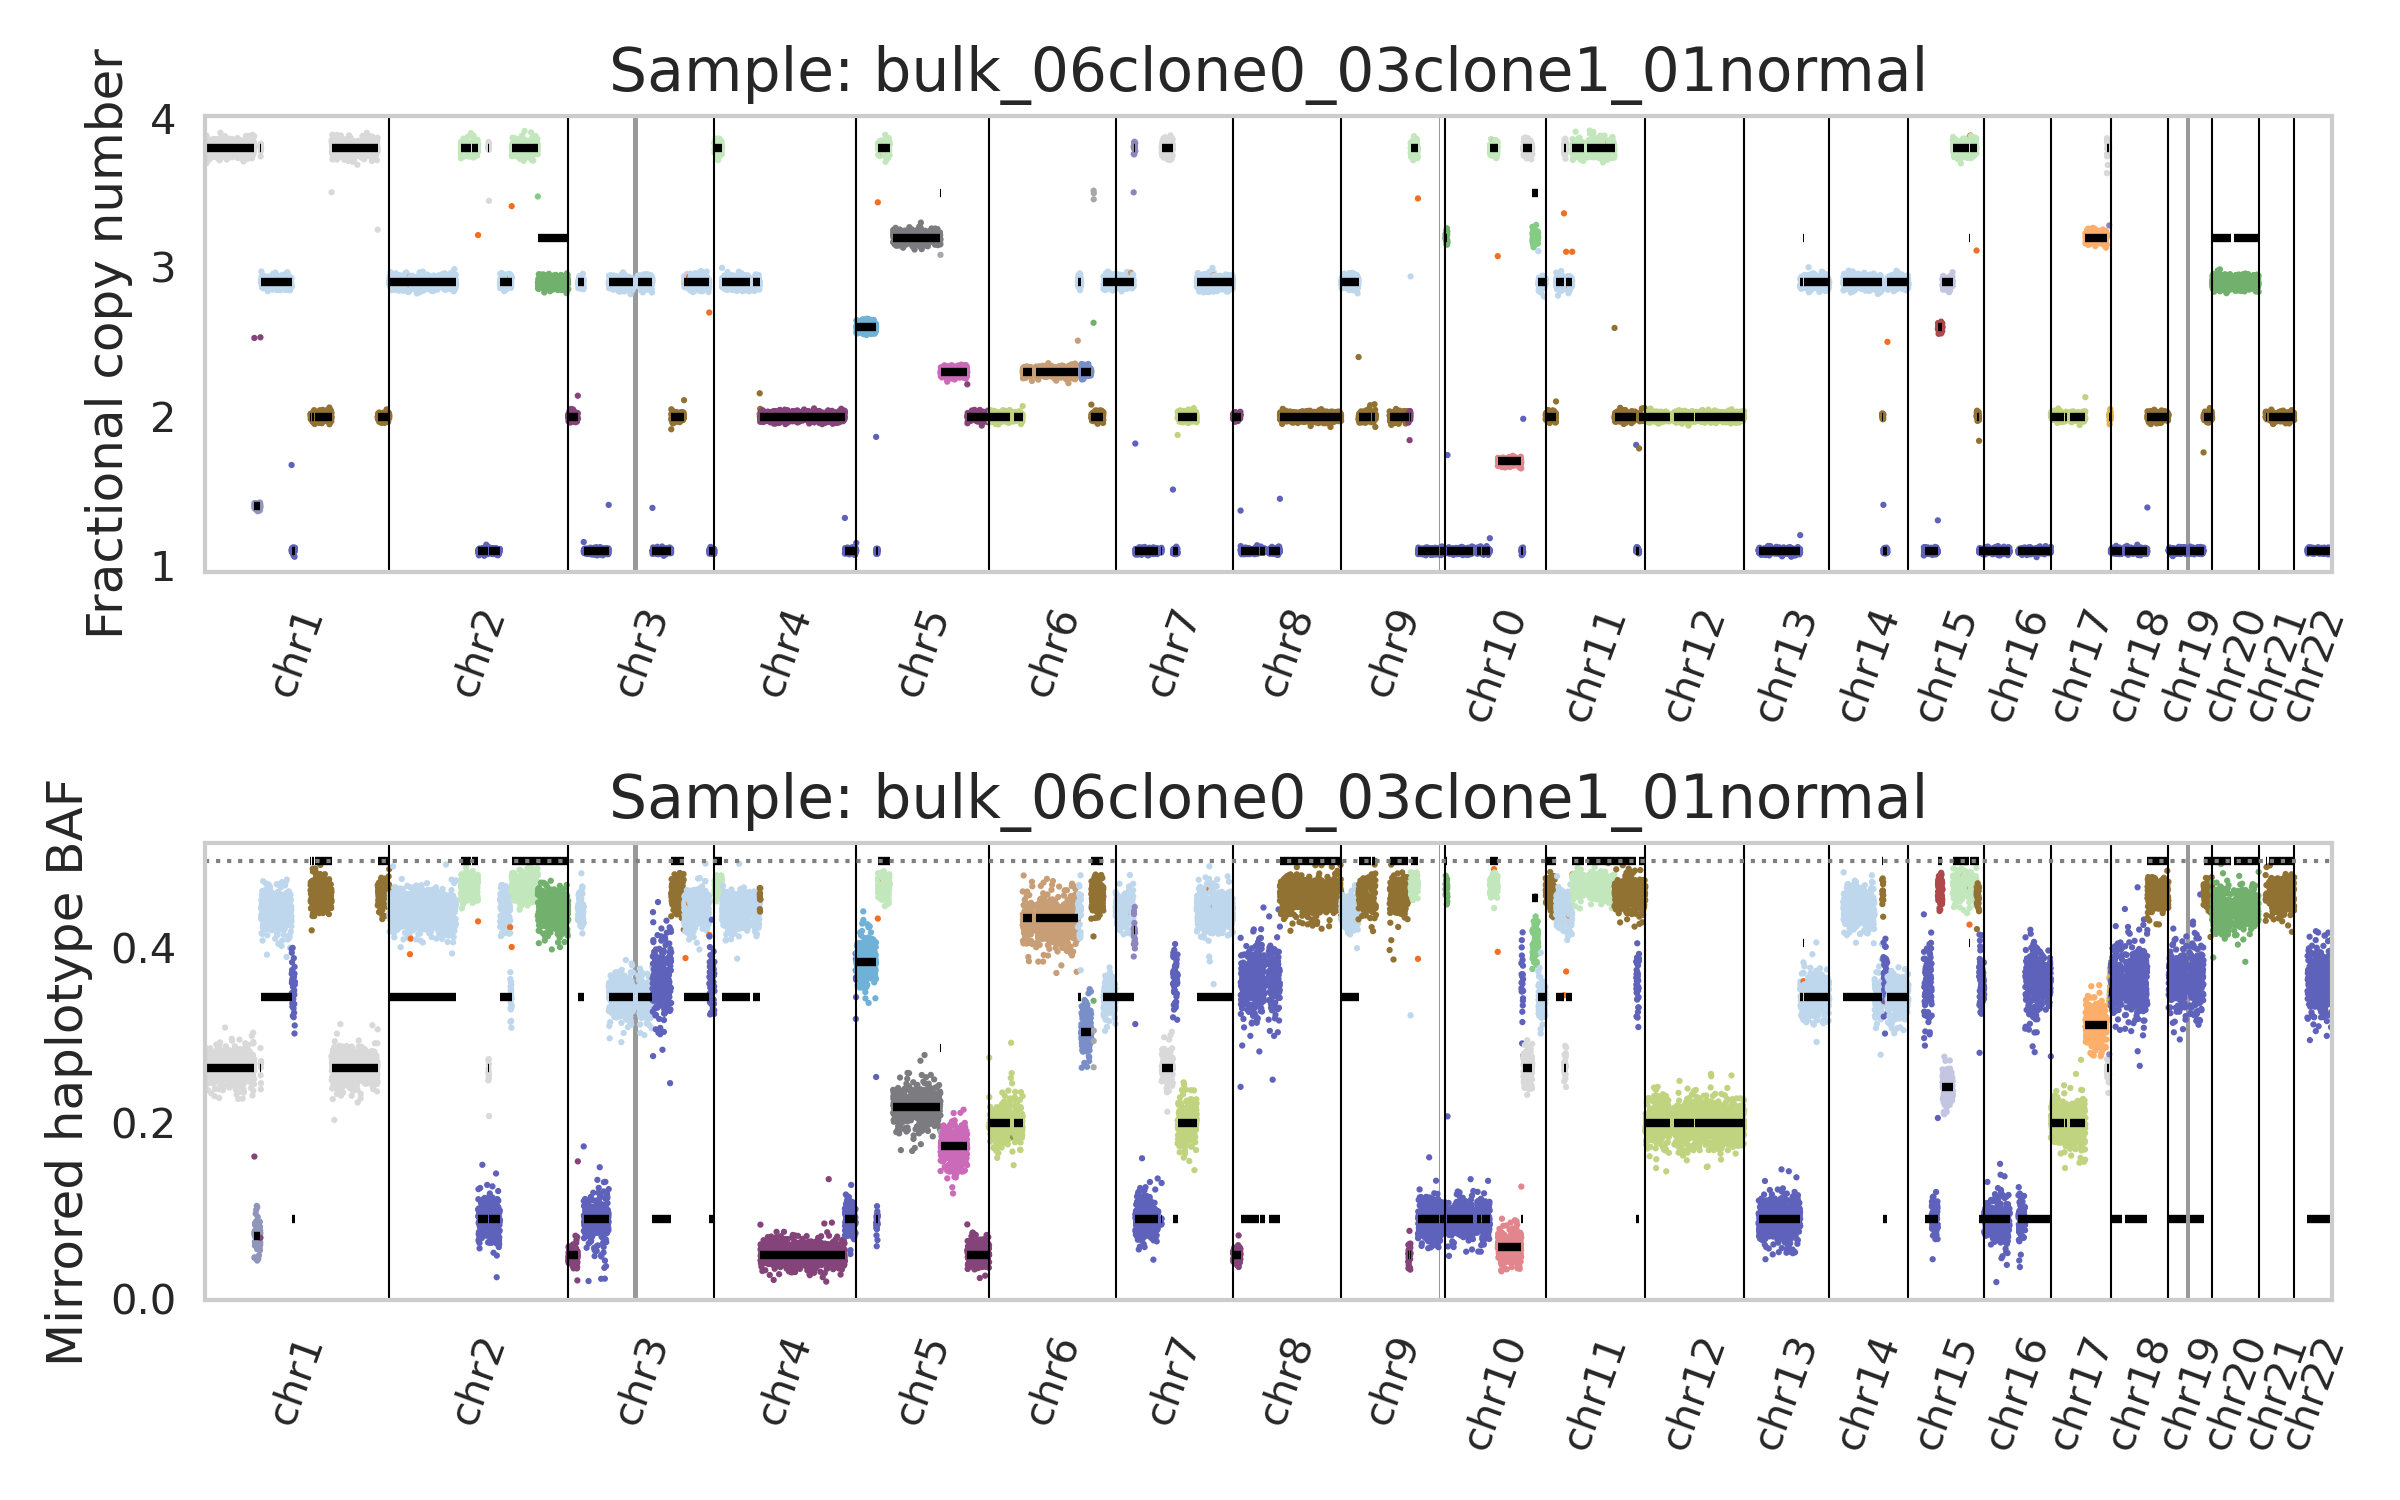 Sample: bulk_06clone0_03clone1_01normal
Fractional copy number
4
3
2
1
chr1 chr2 chr3 chr4 chr5 chr6 chr7 chr8 chr9 chr10 chr11 chr12 chr13 chr14 chr15 chr16 chr17 chr18 chr19 chr20 chr21 chr22
Sample: bulk_06clone0_03clone1_01normal
Mirrored haplotype BAF
0.4
0.2
0.0
chr1 chr2 chr3 chr4 chr5 chr6 chr7 chr8 chr9 chr10 chr11 chr12 chr13 chr14 chr15 chr16 chr17 chr18 chr19 chr20 chr21 chr22